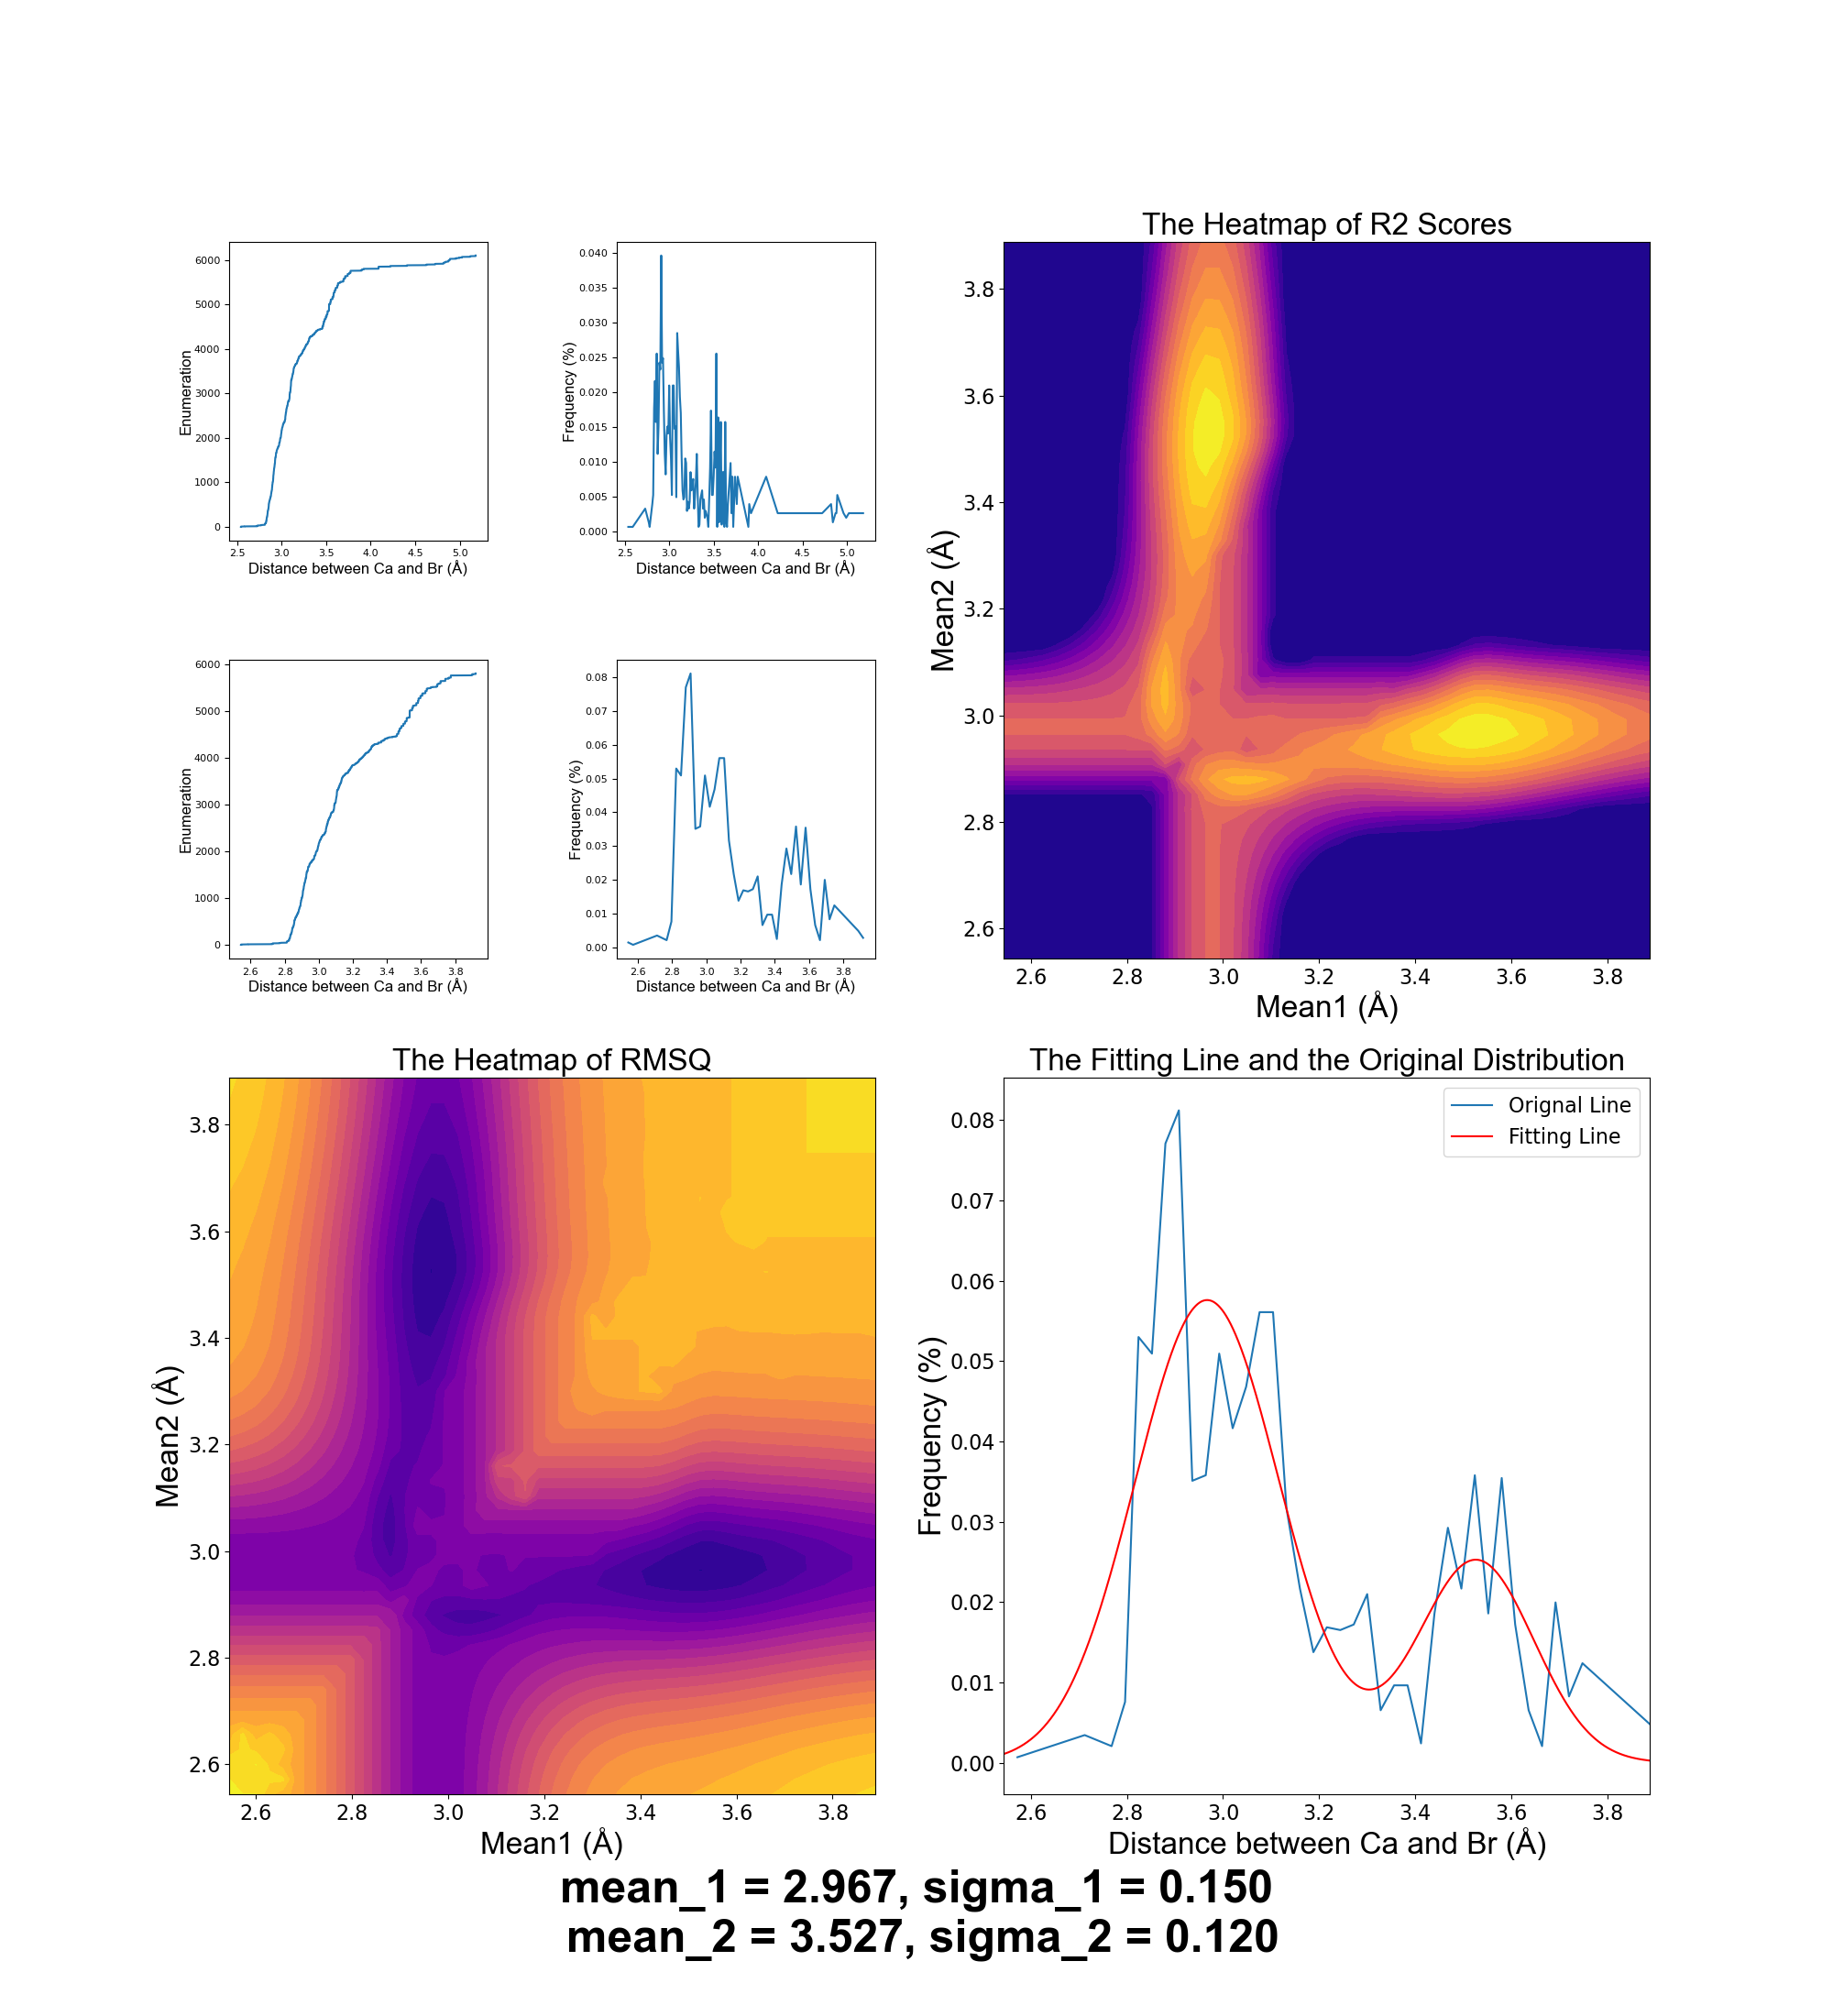 The Heatmap of R2 Scores
6000
5000
4000
3000
2000
1000
0
Enumeration
2.5 3.0 3.5 4.0 4.5 5.0
Distance between Ca and Br (Å)
0.040
0.035
0.030
0.025
0.020
0.015
0.010
0.005
0.000
Frequency (%)
2.5 3.0 3.5 4.0 4.5 5.0
Distance between Ca and Br (Å)
3.8
3.6
3.4
3.2
3.0
2.8
2.6
Mean2 (Å)
2.6 2.8 3.0 3.2 3.4 3.6 3.8
Mean1 (Å)
6000
5000
4000
3000
2000
1000
0
Enumeration
2.6 2.8 3.0 3.2 3.4 3.6 3.8
Distance between Ca and Br (Å)
0.08
0.07
0.06
0.05
0.04
0.03
0.02
0.01
0.00
Frequency (%)
2.6 2.8 3.0 3.2 3.4 3.6 3.8
Distance between Ca and Br (Å)
The Heatmap of RMSQ
3.8
3.6
3.4
3.2
3.0
2.8
2.6
Mean2 (Å)
2.6 2.8 3.0 3.2 3.4 3.6 3.8
Mean1 (Å)
The Fitting Line and the Original Distribution
Orignal Line
Fitting Line
0.08
0.07
0.06
0.05
0.04
0.03
0.02
0.01
0.00
Frequency (%)
2.6 2.8 3.0 3.2 3.4 3.6 3.8
Distance between Ca and Br (Å)
mean_1 = 2.967, sigma_1 = 0.150
mean_2 = 3.527, sigma_2 = 0.120